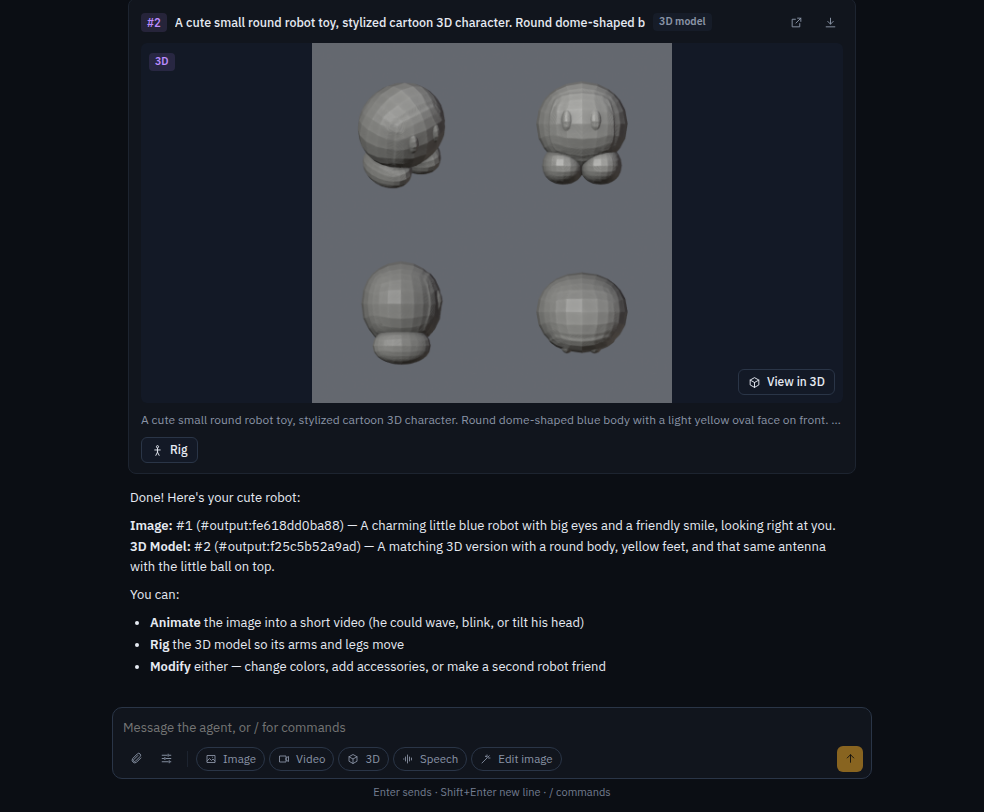 #2 A cute small round robot toy, stylized cartoon 3D character. Round dome-shaped b 3D model
3D
View in 3D
A cute small round robot toy, stylized cartoon 3D character. Round dome-shaped blue body with a light yellow oval face on front. ...
Rig
Done! Here's your cute robot:
Image: #1 (#output:fe618dd0ba88) — A charming little blue robot with big eyes and a friendly smile, looking right at you.
3D Model: #2 (#output:f25c5b52a9ad) — A matching 3D version with a round body, yellow feet, and that same antenna
with the little ball on top.
You can:
• Animate the image into a short video (he could wave, blink, or tilt his head)
• Rig the 3D model so its arms and legs move
• Modify either — change colors, add accessories, or make a second robot friend
Message the agent, or / for commands
Image Video 3D Speech Edit image
Enter sends · Shift+Enter new line · / commands